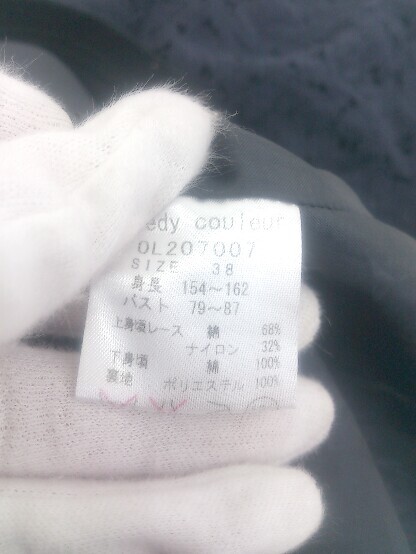 edy couleur
OL207007
SIZE 38
身長 154〜162
バスト 79〜87
上身頃レース 綿 68%
ナイロン 32%
下身頃 綿 100%
裏地 ポリエステル 100%